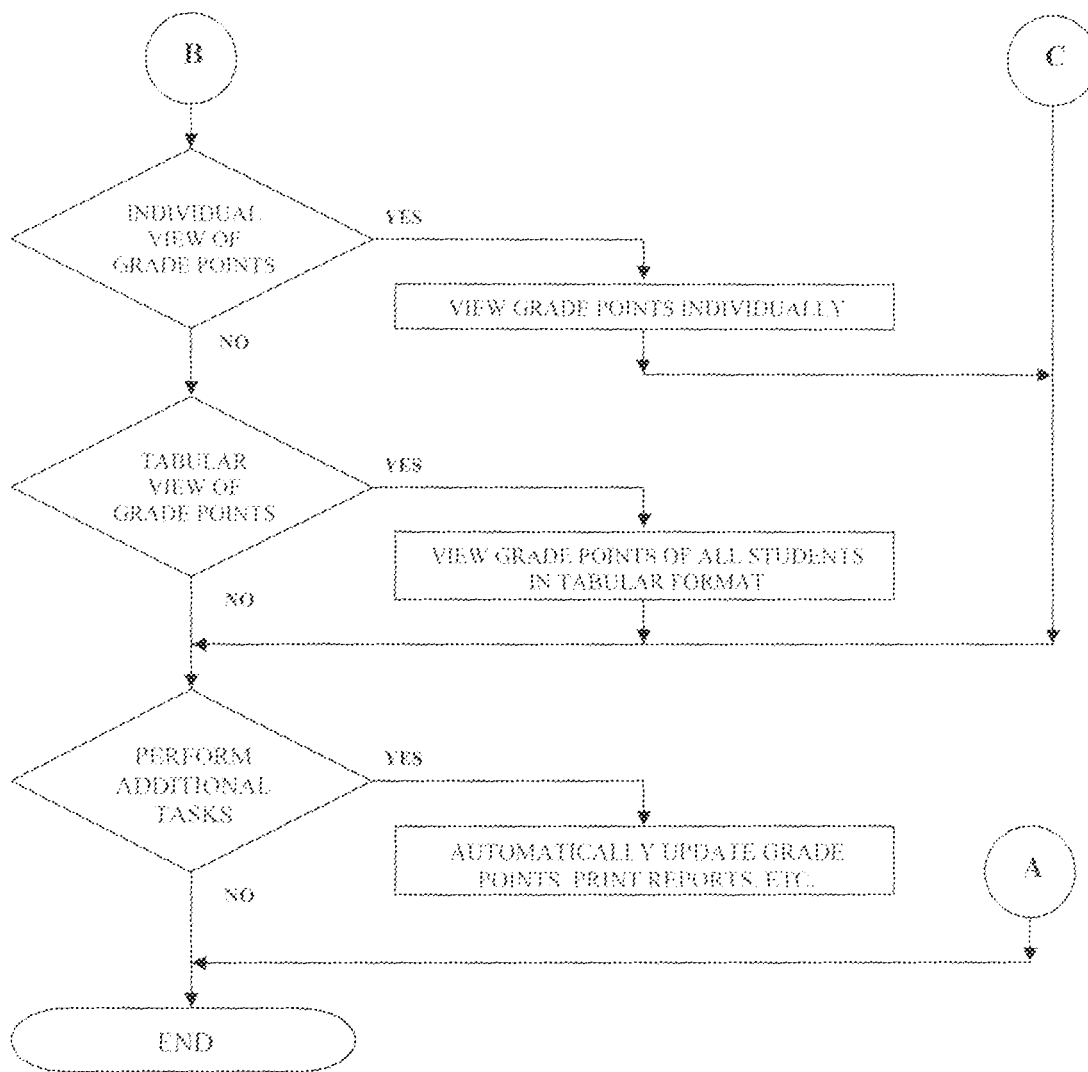 B
C
INDIVIDUAL
VIEW OF
GRADE POINTS
YES
VIEW GRADE POINTS INDIVIDUALLY
NO
TABULAR
VIEW OF
GRADE POINTS
YES
VIEW GRADE POINTS OF ALL STUDENTS
IN TABULAR FORMAT
NO
PERFORM
ADDITIONAL
TASKS
YES
AUTOMATICALLY UPDATE GRADE
POINTS, PRINT REPORTS, ETC.
A
NO
END